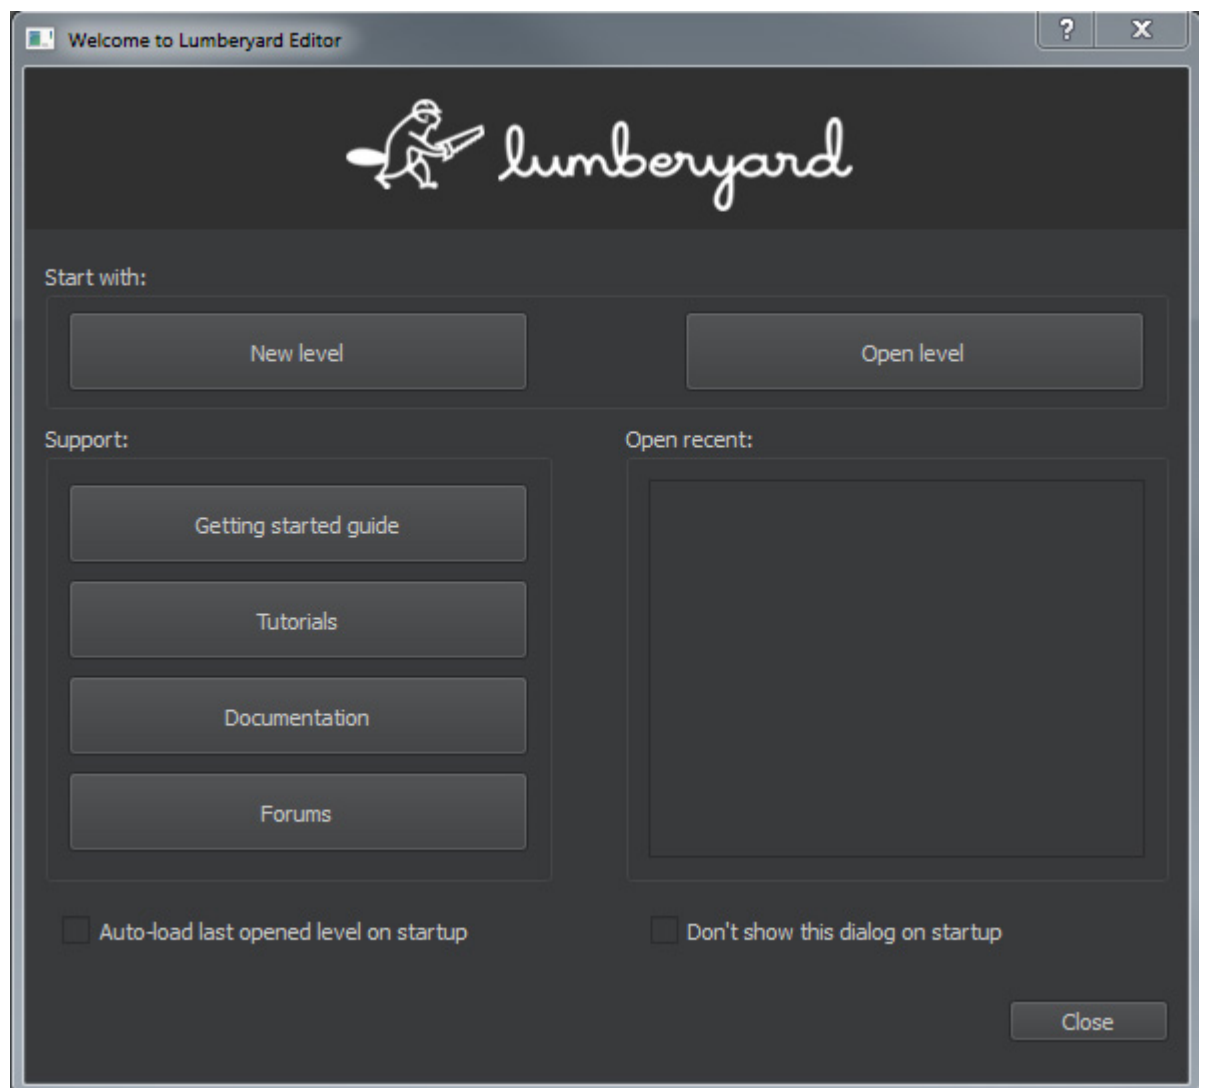 Welcome to Lumberyard Editor
lumberyard
Start with:
New level
Open level
Support:
Open recent:
Getting started guide
Tutorials
Documentation
Forums
Auto-load last opened level on startup
Don't show this dialog on startup
Close